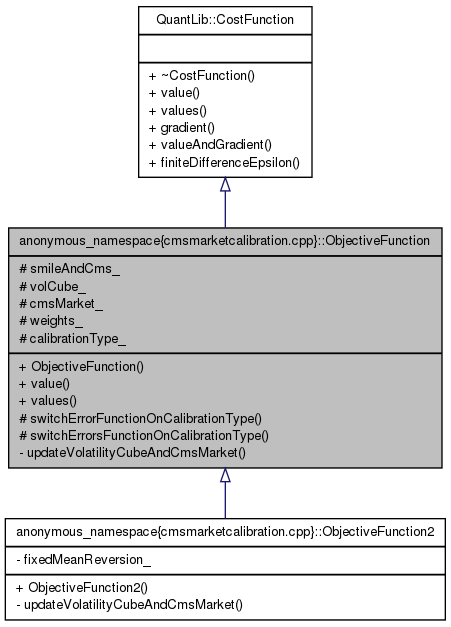 QuantLib::CostFunction
+ ~CostFunction()
+ value()
+ values()
+ gradient()
+ valueAndGradient()
+ finiteDifferenceEpsilon()
anonymous_namespace{cmsmarketcalibration.cpp}::ObjectiveFunction
# smileAndCms_
# volCube_
# cmsMarket_
# weights_
# calibrationType_
+ ObjectiveFunction()
+ value()
+ values()
# switchErrorFunctionOnCalibrationType()
# switchErrorsFunctionOnCalibrationType()
- updateVolatilityCubeAndCmsMarket()
anonymous_namespace{cmsmarketcalibration.cpp}::ObjectiveFunction2
- fixedMeanReversion_
+ ObjectiveFunction2()
- updateVolatilityCubeAndCmsMarket()